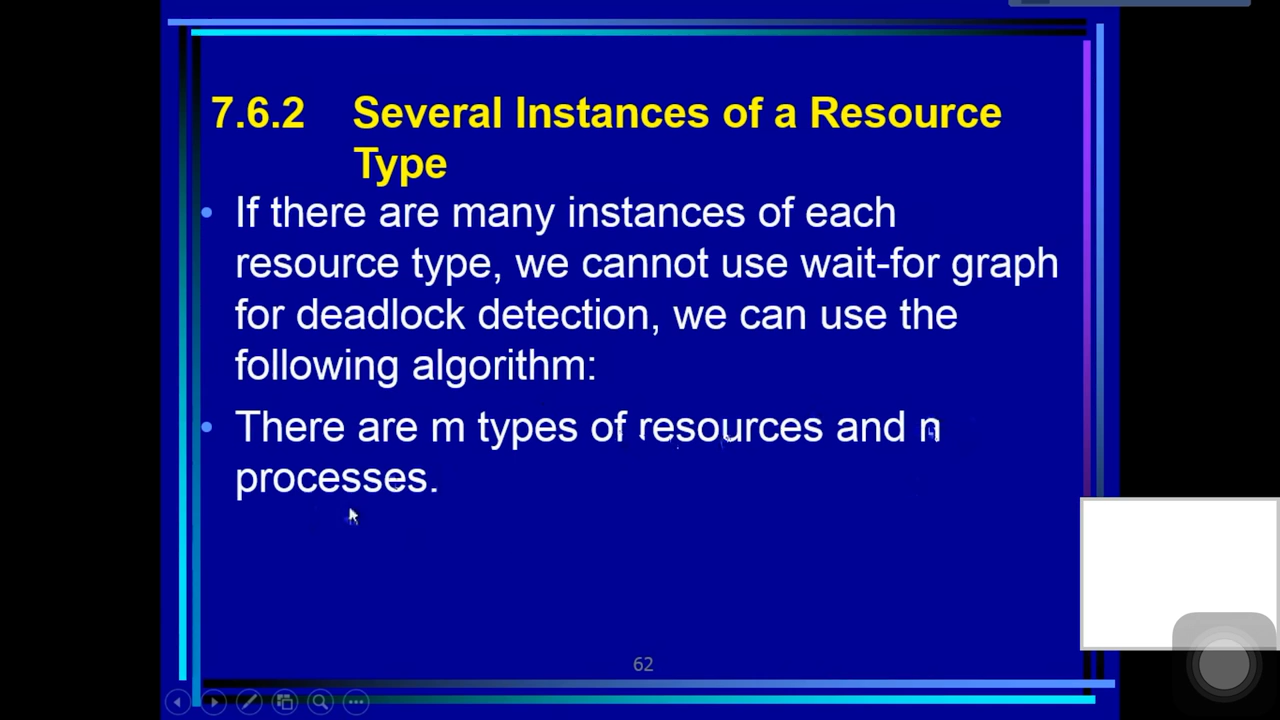 7.6.2 Several Instances of a Resource
Type
• If there are many instances of each
resource type, we cannot use wait-for graph
for deadlock detection, we can use the
following algorithm:
• There are m types of resources and n
processes.
62